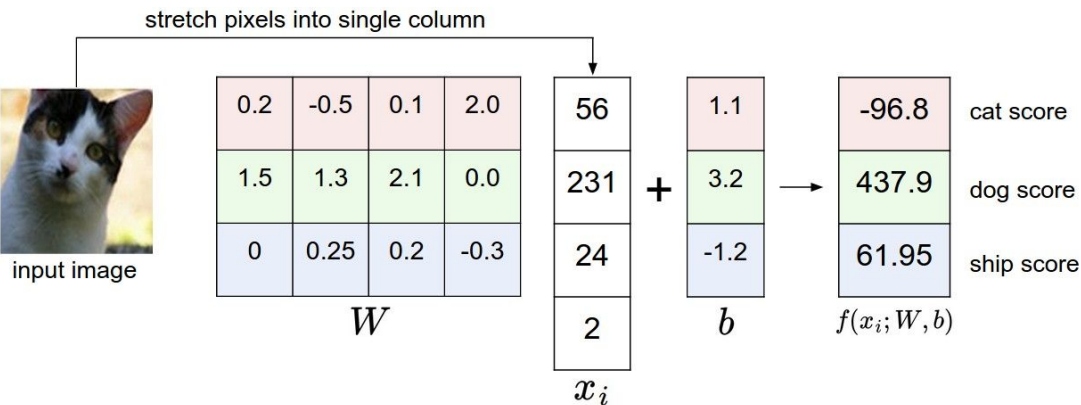 stretch pixels into single column
0.2 -0.5 0.1 2.0
1.5 1.3 2.1 0.0
0 0.25 0.2 -0.3
W
56
231
24
2
x_i
+
1.1
3.2
-1.2
b
-96.8 cat score
437.9 dog score
61.95 ship score
f(x_i; W, b)
input image